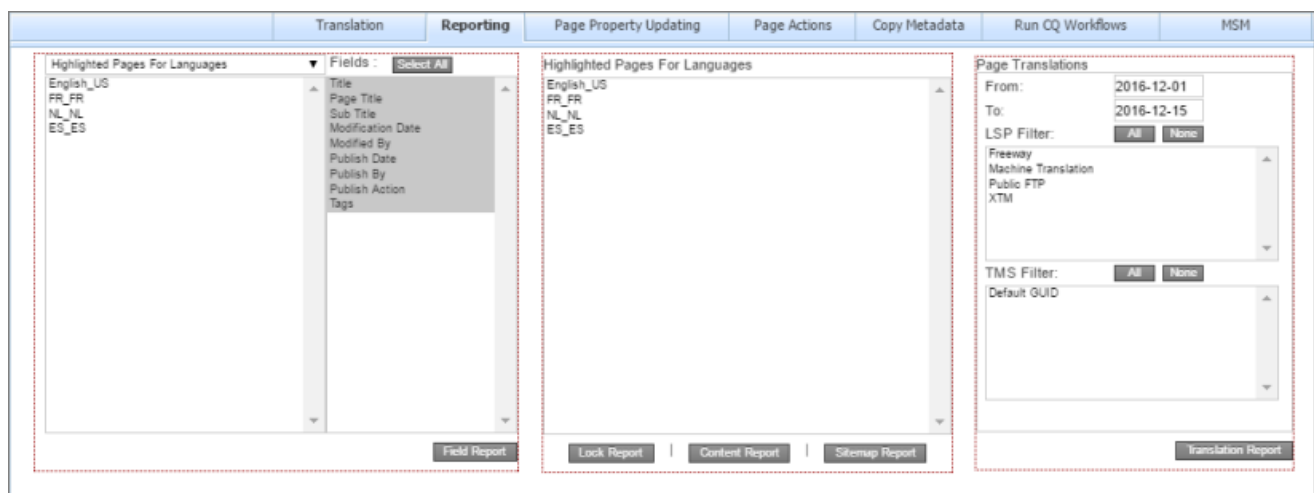 Translation Reporting Page Property Updating Page Actions Copy Metadata Run CQ Workflows MSM
Highlighted Pages For Languages
English_US
FR_FR
NL_NL
ES_ES
Fields : Select All
Title
Page Title
Sub Title
Modification Date
Modified By
Publish Date
Publish By
Publish Action
Tags
Field Report
Highlighted Pages For Languages
English_US
FR_FR
NL_NL
ES_ES
Lock Report | Content Report | Sitemap Report
Page Translations
From: 2016-12-01
To: 2016-12-15
LSP Filter: All None
Freeway
Machine Translation
Public FTP
XTM
TMS Filter: All None
Default GUID
Translation Report